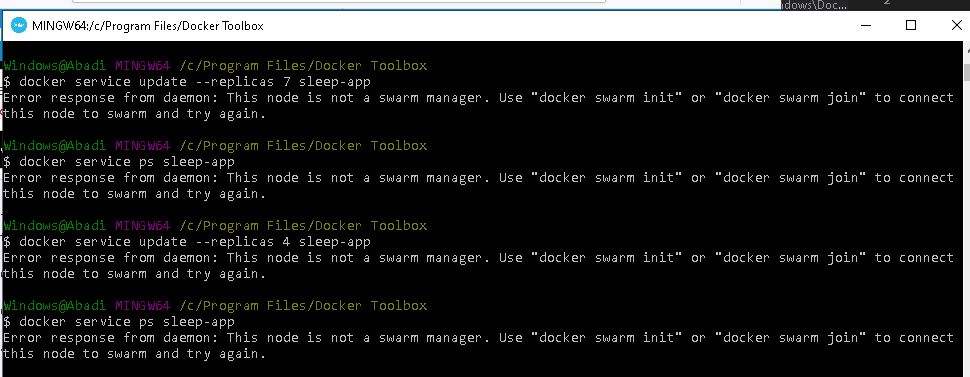 ndows\Doc...
MINGW64:/c/Program Files/Docker Toolbox
Windows@Abadi MINGW64 /c/Program Files/Docker Toolbox
$ docker service update --replicas 7 sleep-app
Error response from daemon: This node is not a swarm manager. Use "docker swarm init" or "docker swarm join" to connect
this node to swarm and try again.
Windows@Abadi MINGW64 /c/Program Files/Docker Toolbox
$ docker service ps sleep-app
Error response from daemon: This node is not a swarm manager. Use "docker swarm init" or "docker swarm join" to connect
this node to swarm and try again.
Windows@Abadi MINGW64 /c/Program Files/Docker Toolbox
$ docker service update --replicas 4 sleep-app
Error response from daemon: This node is not a swarm manager. Use "docker swarm init" or "docker swarm join" to connect
this node to swarm and try again.
Windows@Abadi MINGW64 /c/Program Files/Docker Toolbox
$ docker service ps sleep-app
Error response from daemon: This node is not a swarm manager. Use "docker swarm init" or "docker swarm join" to connect
this node to swarm and try again.